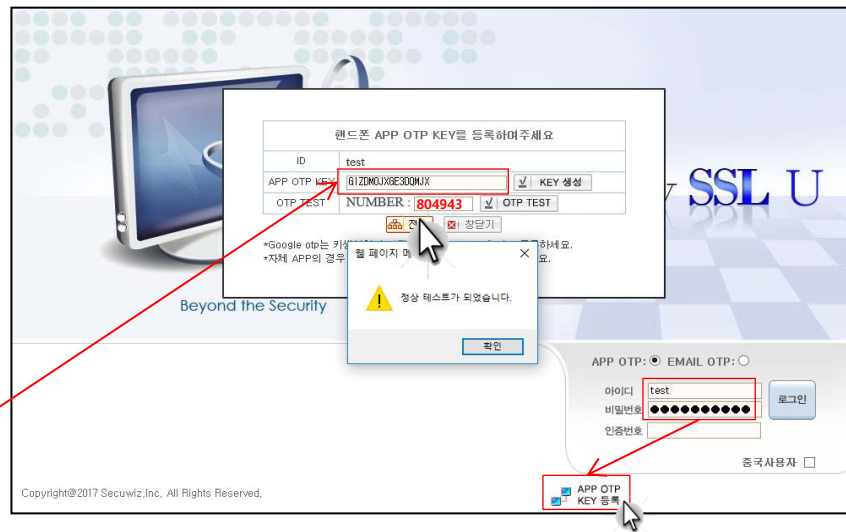 핸드폰 APP OTP KEY를 등록하여주세요
ID test
APP OTP KEY GIZDMOJXGE3DQMJX KEY 생성
OTP TEST NUMBER : 804943 OTP TEST
전 창닫기
*Google otp는 하세요.
*자체 APP의 경우 요.
웹 페이지 메
정상 테스트가 되었습니다.
확인
SSL U
Beyond the Security
APP OTP: EMAIL OTP:
아이디 test
비밀번호 ●●●●●●●●●●
로그인
인증번호
중국사용자
APP OTP
KEY 등록
Copyright@2017 Secuwiz,Inc, All Rights Reserved,